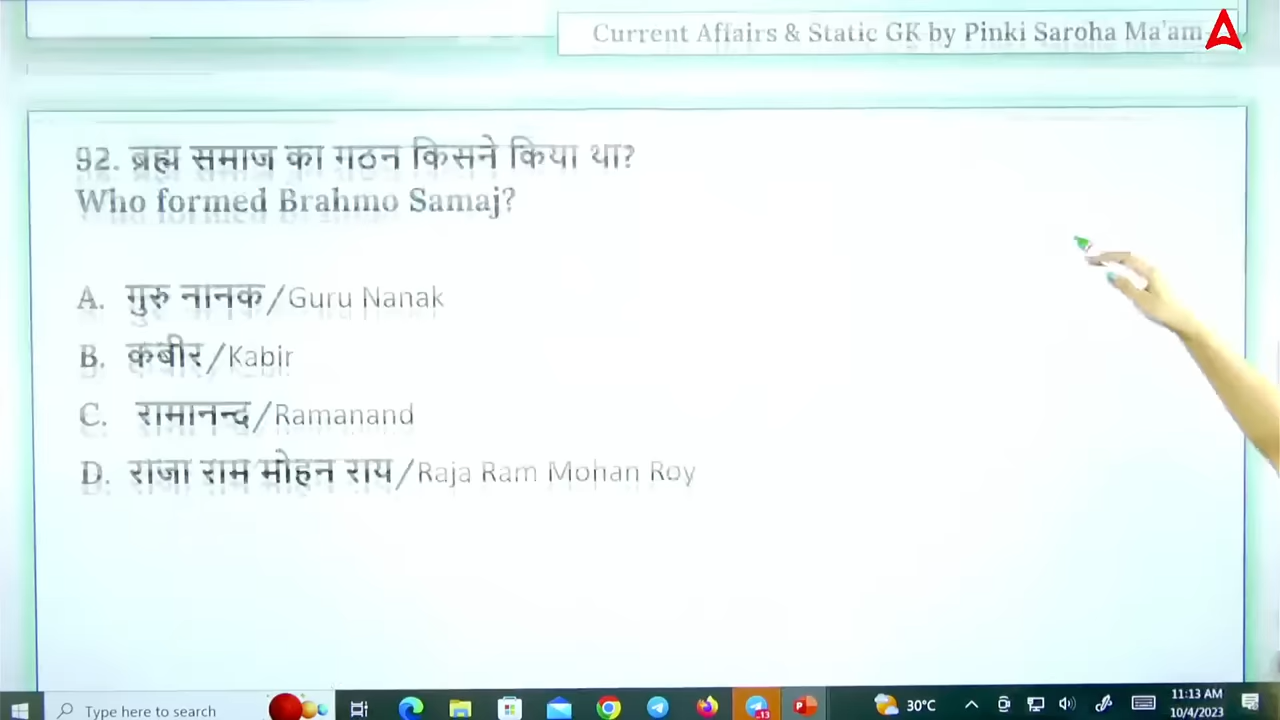 Current Affairs & Static GK by Pinki Saroha Ma'am
92. ब्रह्म समाज का गठन किसने किया था?
Who formed Brahmo Samaj?
A. गुरु नानक/Guru Nanak
B. कबीर/Kabir
C. रामानन्द/Ramanand
D. राजा राम मोहन राय/Raja Ram Mohan Roy
Type here to search
13
30°C
11:13 AM
10/4/2023